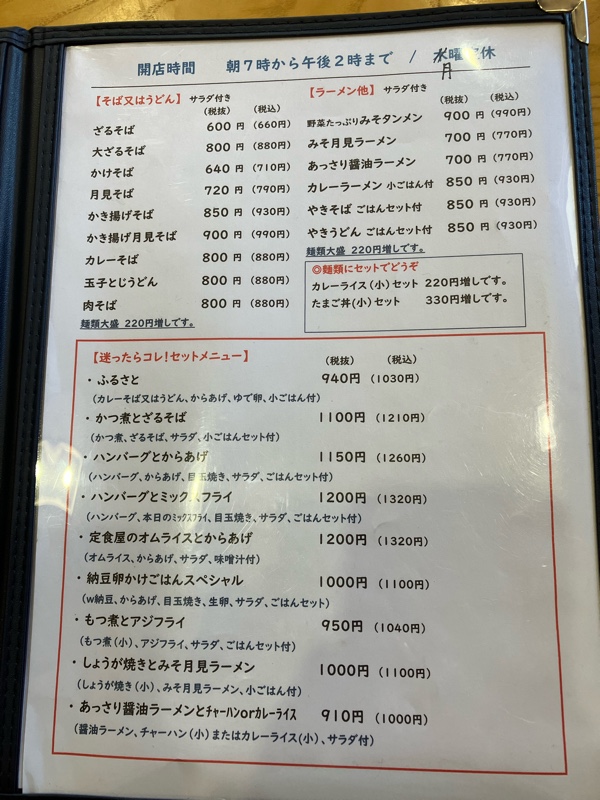 開店時間　朝7時から午後2時まで / 水曜定休
月
【そば又はうどん】 サラダ付き
(税抜) (税込)
ざるそば 600円 (660円)
大ざるそば 800円 (880円)
かけそば 640円 (710円)
月見そば 720円 (790円)
かき揚げそば 850円 (930円)
かき揚げ月見そば 900円 (990円)
カレーそば 800円 (880円)
玉子とじうどん 800円 (880円)
肉そば 800円 (880円)
麺類大盛 220円増しです。
【ラーメン他】 サラダ付き
(税抜) (税込)
野菜たっぷりみそタンメン 900円 (990円)
みそ月見ラーメン 700円 (770円)
あっさり醤油ラーメン 700円 (770円)
カレーラーメン 小ごはん付 850円 (930円)
やきそば ごはんセット付 850円 (930円)
やきうどん ごはんセット付 850円 (930円)
麺類大盛 220円増しです。
◎麺類にセットでどうぞ
カレーライス(小)セット 220円増しです。
たまご丼(小)セット 330円増しです。
【迷ったらコレ!セットメニュー】 (税抜) (税込)
・ふるさと 940円 (1030円)
(カレーそば又はうどん、からあげ、ゆで卵、小ごはん付)
・かつ煮とざるそば 1100円 (1210円)
(かつ煮、ざるそば、サラダ、小ごはんセット付)
・ハンバーグとからあげ 1150円 (1260円)
(ハンバーグ、からあげ、目玉焼き、サラダ、ごはんセット付)
・ハンバーグとミックスフライ 1200円 (1320円)
(ハンバーグ、本日のミックスフライ、目玉焼き、サラダ、ごはんセット付)
・定食屋のオムライスとからあげ 1200円 (1320円)
(オムライス、からあげ、サラダ、味噌汁付)
・納豆卵かけごはんスペシャル 1000円 (1100円)
(w納豆、からあげ、目玉焼き、生卵、サラダ、ごはんセット)
・もつ煮とアジフライ 950円 (1040円)
(もつ煮(小)、アジフライ、サラダ、ごはんセット付)
・しょうが焼きとみそ月見ラーメン 1000円 (1100円)
(しょうが焼き(小)、みそ月見ラーメン、小ごはん付)
・あっさり醤油ラーメンとチャーハンorカレーライス 910円 (1000円)
(醤油ラーメン、チャーハン(小)またはカレーライス(小)、サラダ付)